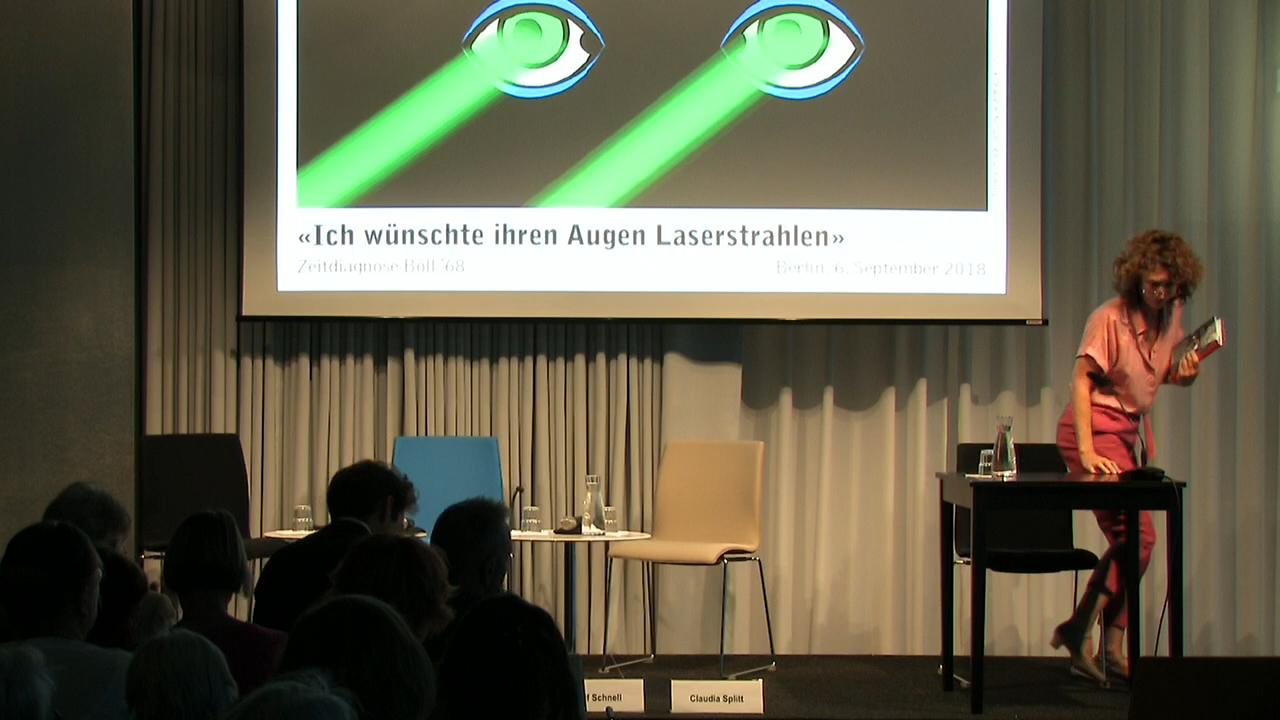 «Ich wünschte ihren Augen Laserstrahlen»
Zeitdiagnose Böll '68
Berlin, 6. September 2018
f Schnell
Claudia Splitt